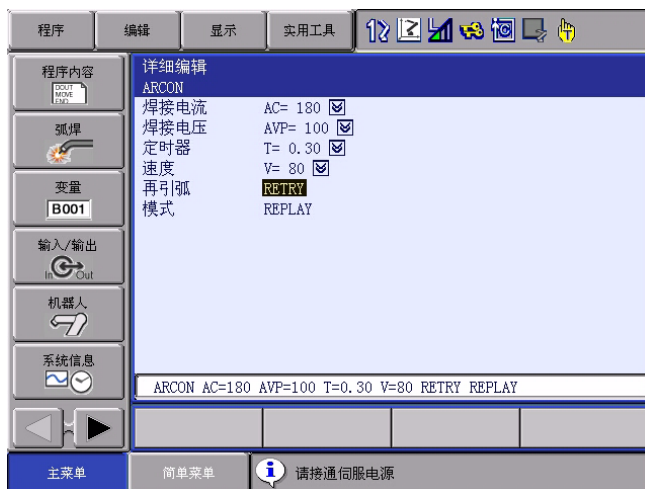 程序 编辑 显示 实用工具
程序内容
DOUT
MOVE
END
弧焊
变量
B001
输入/输出
In Out
机器人
系统信息
主菜单 简单菜单
详细编辑
ARCON
焊接电流 AC= 180
焊接电压 AVP= 100
定时器 T= 0.30
速度 V= 80
再引弧 RETRY
模式 REPLAY
ARCON AC=180 AVP=100 T=0.30 V=80 RETRY REPLAY
请接通伺服电源